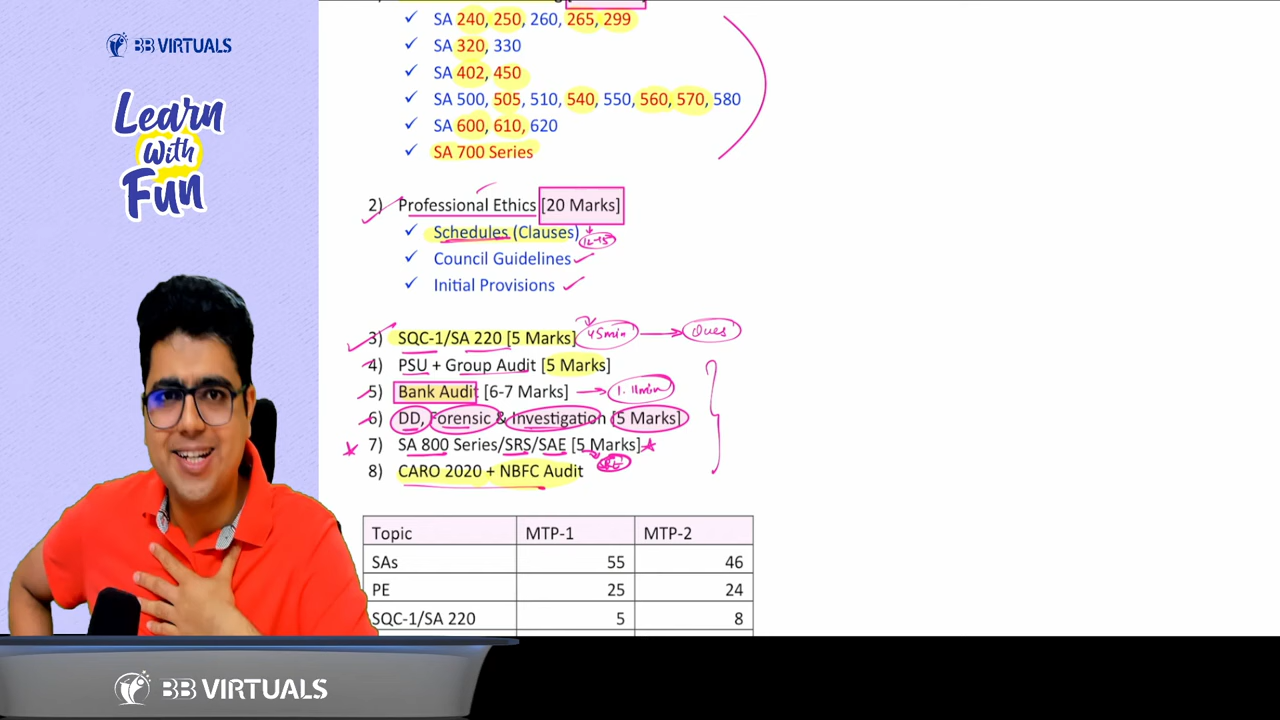 BB VIRTUALS
Learn
With
Fun
✓ SA 240, 250, 260, 265, 299
✓ SA 320, 330
✓ SA 402, 450
✓ SA 500, 505, 510, 540, 550, 560, 570, 580
✓ SA 600, 610, 620
✓ SA 700 Series
2) Professional Ethics [20 Marks]
✓ Schedules (Clauses)
✓ Council Guidelines
✓ Initial Provisions
3) SQC-1/SA 220 [5 Marks] 45min Ques
4) PSU + Group Audit [5 Marks]
5) Bank Audit [6-7 Marks]
6) DD, Forensic & Investigation [5 Marks]
7) SA 800 Series/SRS/SAE [5 Marks]
8) CARO 2020 + NBFC Audit
Topic MTP-1 MTP-2
SAs 55 46
PE 25 24
SQC-1/SA 220 5 8
BB VIRTUALS